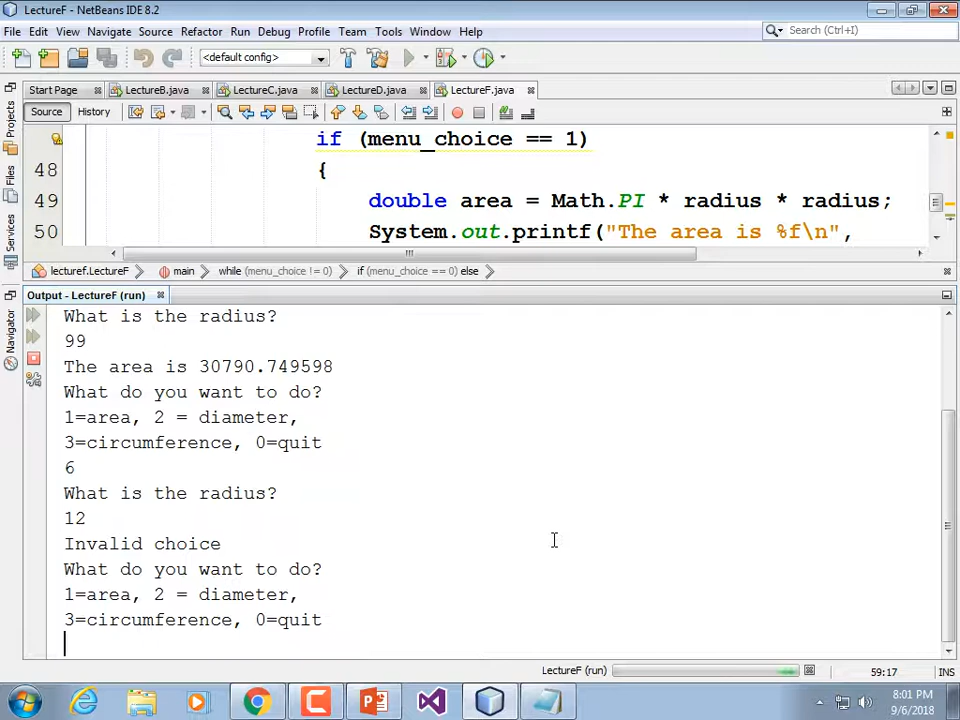 LectureF - NetBeans IDE 8.2
File Edit View Navigate Source Refactor Run Debug Profile Team Tools Window Help
Search (Ctrl+I)
<default config>
Start Page LectureB.java LectureC.java LectureD.java LectureF.java
Source History
if (menu_choice == 1)
48 {
49 double area = Math.PI * radius * radius;
50 System.out.printf("The area is %f\n",
lecturef.LectureF main while (menu_choice != 0) if (menu_choice == 0) else
Output - LectureF (run)
Projects
Files
Services
Navigator
What is the radius?
99
The area is 30790.749598
What do you want to do?
1=area, 2 = diameter,
3=circumference, 0=quit
6
What is the radius?
12
Invalid choice
What do you want to do?
1=area, 2 = diameter,
3=circumference, 0=quit
LectureF (run) 59:17 INS
8:01 PM
9/6/2018